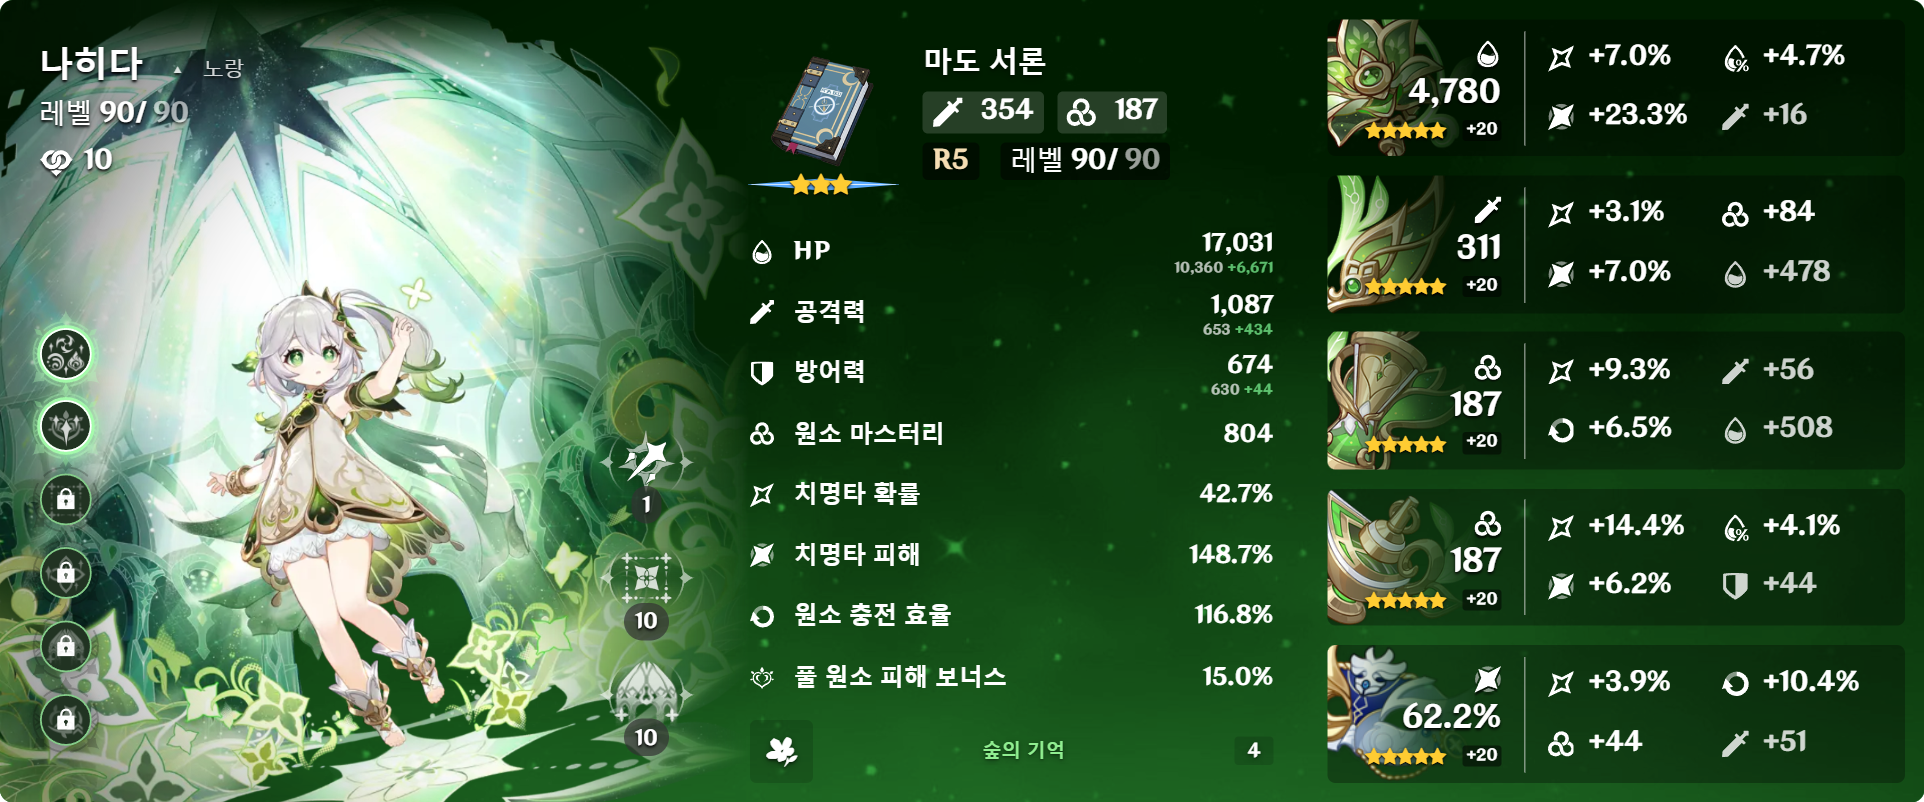 나히다 노랑
레벨 90/ 90
10
1
10
10
마도 서론
354 187
R5 레벨 90/ 90
HP 17,031
10,360 +6,671
공격력 1,087
653 +434
방어력 674
630 +44
원소 마스터리 804
치명타 확률 42.7%
치명타 피해 148.7%
원소 충전 효율 116.8%
풀 원소 피해 보너스 15.0%
숲의 기억 4
4,780
+20
+7.0% +4.7%
+23.3% +16
311
+20
+3.1% +84
+7.0% +478
187
+20
+9.3% +56
+6.5% +508
187
+20
+14.4% +4.1%
+6.2% +44
62.2%
+20
+3.9% +10.4%
+44 +51